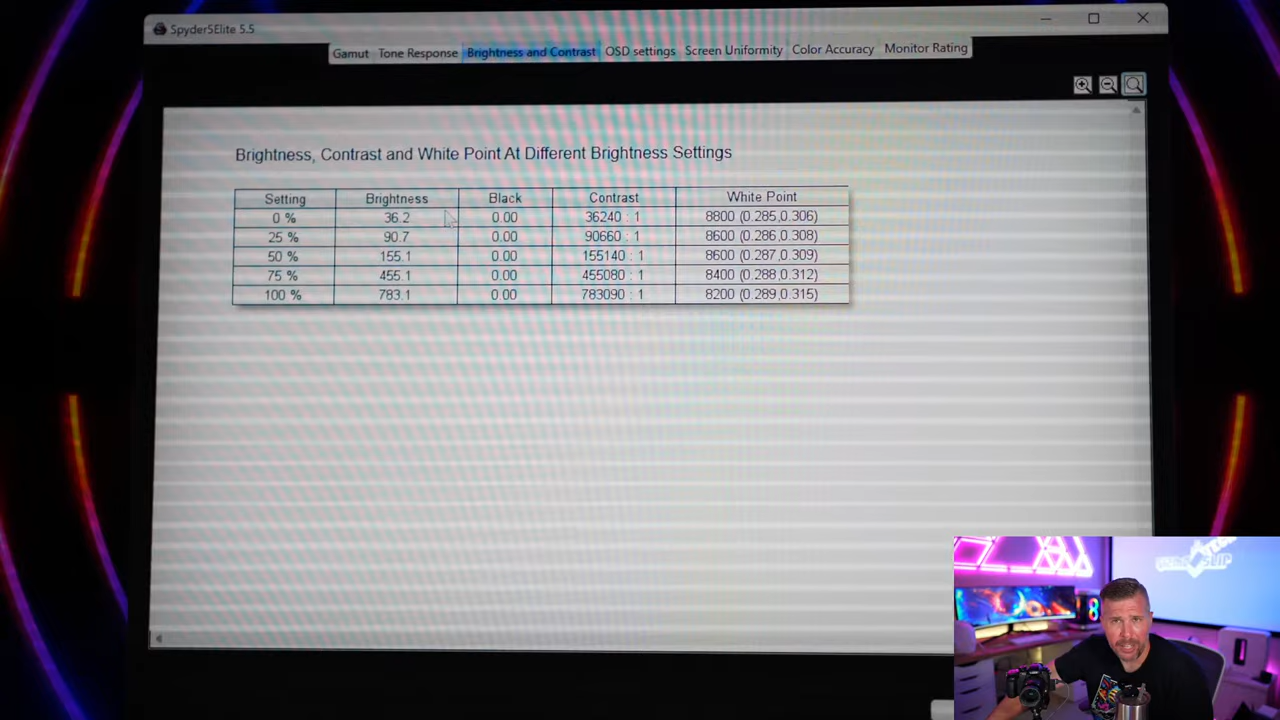 Spyder5Elite 5.5
Gamut Tone Response Brightness and Contrast OSD settings Screen Uniformity Color Accuracy Monitor Rating
Brightness, Contrast and White Point At Different Brightness Settings
Setting Brightness Black Contrast White Point
0 % 36.2 0.00 36240 : 1 8800 (0.285,0.306)
25 % 90.7 0.00 90660 : 1 8600 (0.286,0.308)
50 % 155.1 0.00 155140 : 1 8600 (0.287,0.309)
75 % 455.1 0.00 455080 : 1 8400 (0.288,0.312)
100 % 783.1 0.00 783090 : 1 8200 (0.289,0.315)
SLIP